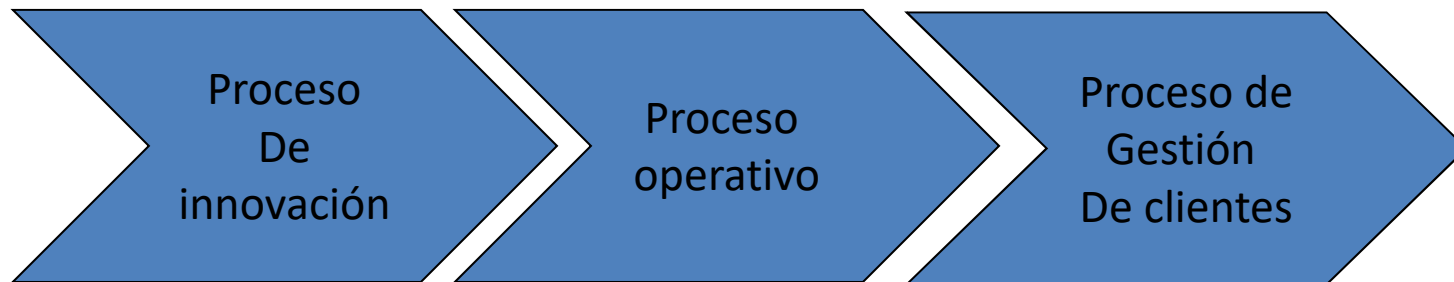 Proceso
De
innovación
Proceso
operativo
Proceso de
Gestión
De clientes